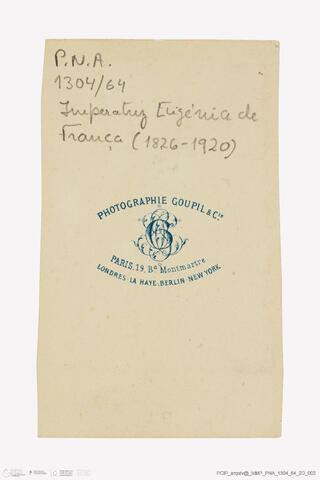 P.N.A.
1304/64
Imperatriz Eugénia de
França (1826-1920)
PHOTOGRAPHIE GOUPIL & Cie
PARIS, 19, Bd Montmartre
LONDRES · LA HAYE · BERLIN · NEW-YORK